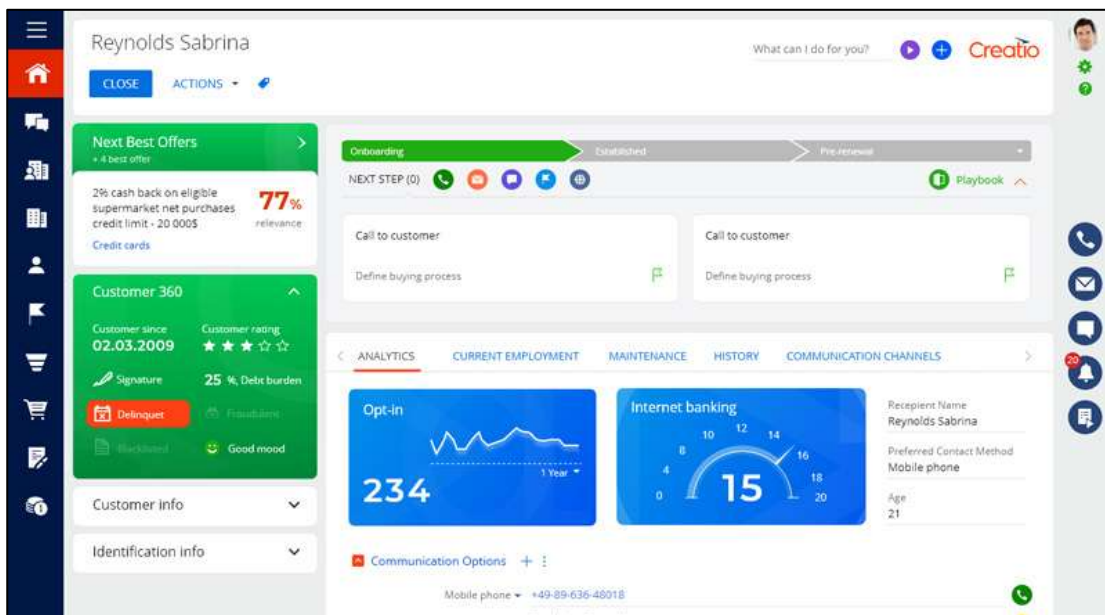 Reynolds Sabrina
What can I do for you?
Creatio
CLOSE
ACTIONS
Next Best Offers
+ 4 best offer
2% cash back on eligible
supermarket net purchases
credit limit - 20 000$
77%
relevance
Credit cards
Customer 360
Customer since
02.03.2009
Customer rating
Signature
25 %, Debt burden
Delinquet
Fraudulent
Blacklisted
Good mood
Customer info
Identification info
Onboarding
Established
Pre-renewal
NEXT STEP (0)
Playbook
Call to customer
Define buying process
Call to customer
Define buying process
ANALYTICS
CURRENT EMPLOYMENT
MAINTENANCE
HISTORY
COMMUNICATION CHANNELS
Opt-in
1 Year
234
Internet banking
0
4
8
10
12
14
16
18
20
15
Recepient Name
Reynolds Sabrina
Preferred Contact Method
Mobile phone
Age
21
Communication Options
Mobile phone
+49-89-636-48018
20